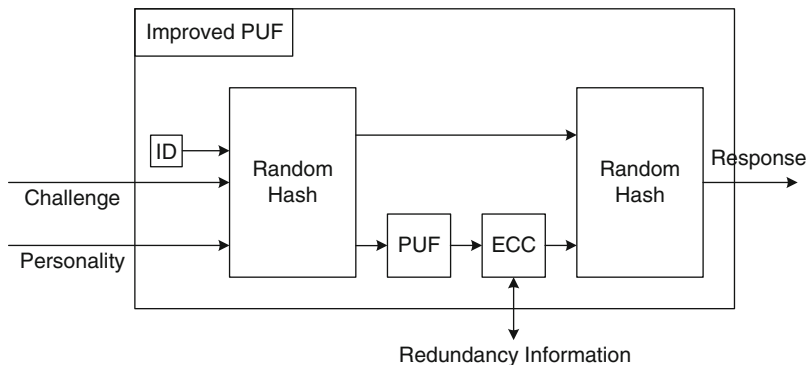 Improved PUF
ID
Challenge
Personality
Random
Hash
PUF
ECC
Random
Hash
Response
Redundancy Information